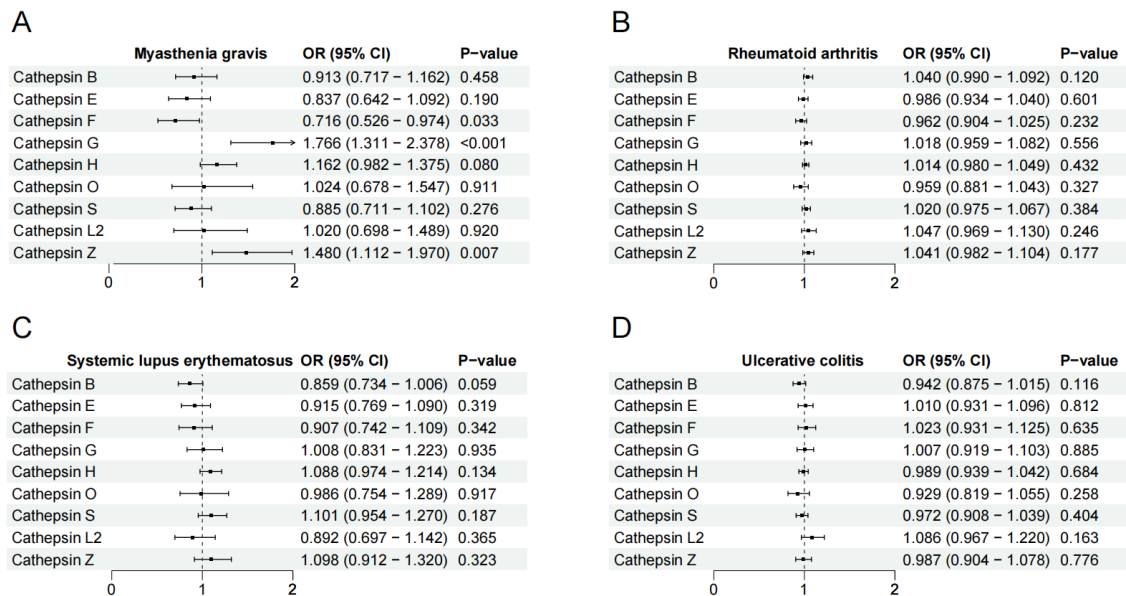 A
Myasthenia gravis OR (95% CI) P−value
Cathepsin B 0.913 (0.717 − 1.162) 0.458
Cathepsin E 0.837 (0.642 − 1.092) 0.190
Cathepsin F 0.716 (0.526 − 0.974) 0.033
Cathepsin G 1.766 (1.311 − 2.378) <0.001
Cathepsin H 1.162 (0.982 − 1.375) 0.080
Cathepsin O 1.024 (0.678 − 1.547) 0.911
Cathepsin S 0.885 (0.711 − 1.102) 0.276
Cathepsin L2 1.020 (0.698 − 1.489) 0.920
Cathepsin Z 1.480 (1.112 − 1.970) 0.007
0 1 2
B
Rheumatoid arthritis OR (95% CI) P−value
Cathepsin B 1.040 (0.990 − 1.092) 0.120
Cathepsin E 0.986 (0.934 − 1.040) 0.601
Cathepsin F 0.962 (0.904 − 1.025) 0.232
Cathepsin G 1.018 (0.959 − 1.082) 0.556
Cathepsin H 1.014 (0.980 − 1.049) 0.432
Cathepsin O 0.959 (0.881 − 1.043) 0.327
Cathepsin S 1.020 (0.975 − 1.067) 0.384
Cathepsin L2 1.047 (0.969 − 1.130) 0.246
Cathepsin Z 1.041 (0.982 − 1.104) 0.177
0 1 2
C
Systemic lupus erythematosus OR (95% CI) P−value
Cathepsin B 0.859 (0.734 − 1.006) 0.059
Cathepsin E 0.915 (0.769 − 1.090) 0.319
Cathepsin F 0.907 (0.742 − 1.109) 0.342
Cathepsin G 1.008 (0.831 − 1.223) 0.935
Cathepsin H 1.088 (0.974 − 1.214) 0.134
Cathepsin O 0.986 (0.754 − 1.289) 0.917
Cathepsin S 1.101 (0.954 − 1.270) 0.187
Cathepsin L2 0.892 (0.697 − 1.142) 0.365
Cathepsin Z 1.098 (0.912 − 1.320) 0.323
0 1 2
D
Ulcerative colitis OR (95% CI) P−value
Cathepsin B 0.942 (0.875 − 1.015) 0.116
Cathepsin E 1.010 (0.931 − 1.096) 0.812
Cathepsin F 1.023 (0.931 − 1.125) 0.635
Cathepsin G 1.007 (0.919 − 1.103) 0.885
Cathepsin H 0.989 (0.939 − 1.042) 0.684
Cathepsin O 0.929 (0.819 − 1.055) 0.258
Cathepsin S 0.972 (0.908 − 1.039) 0.404
Cathepsin L2 1.086 (0.967 − 1.220) 0.163
Cathepsin Z 0.987 (0.904 − 1.078) 0.776
0 1 2